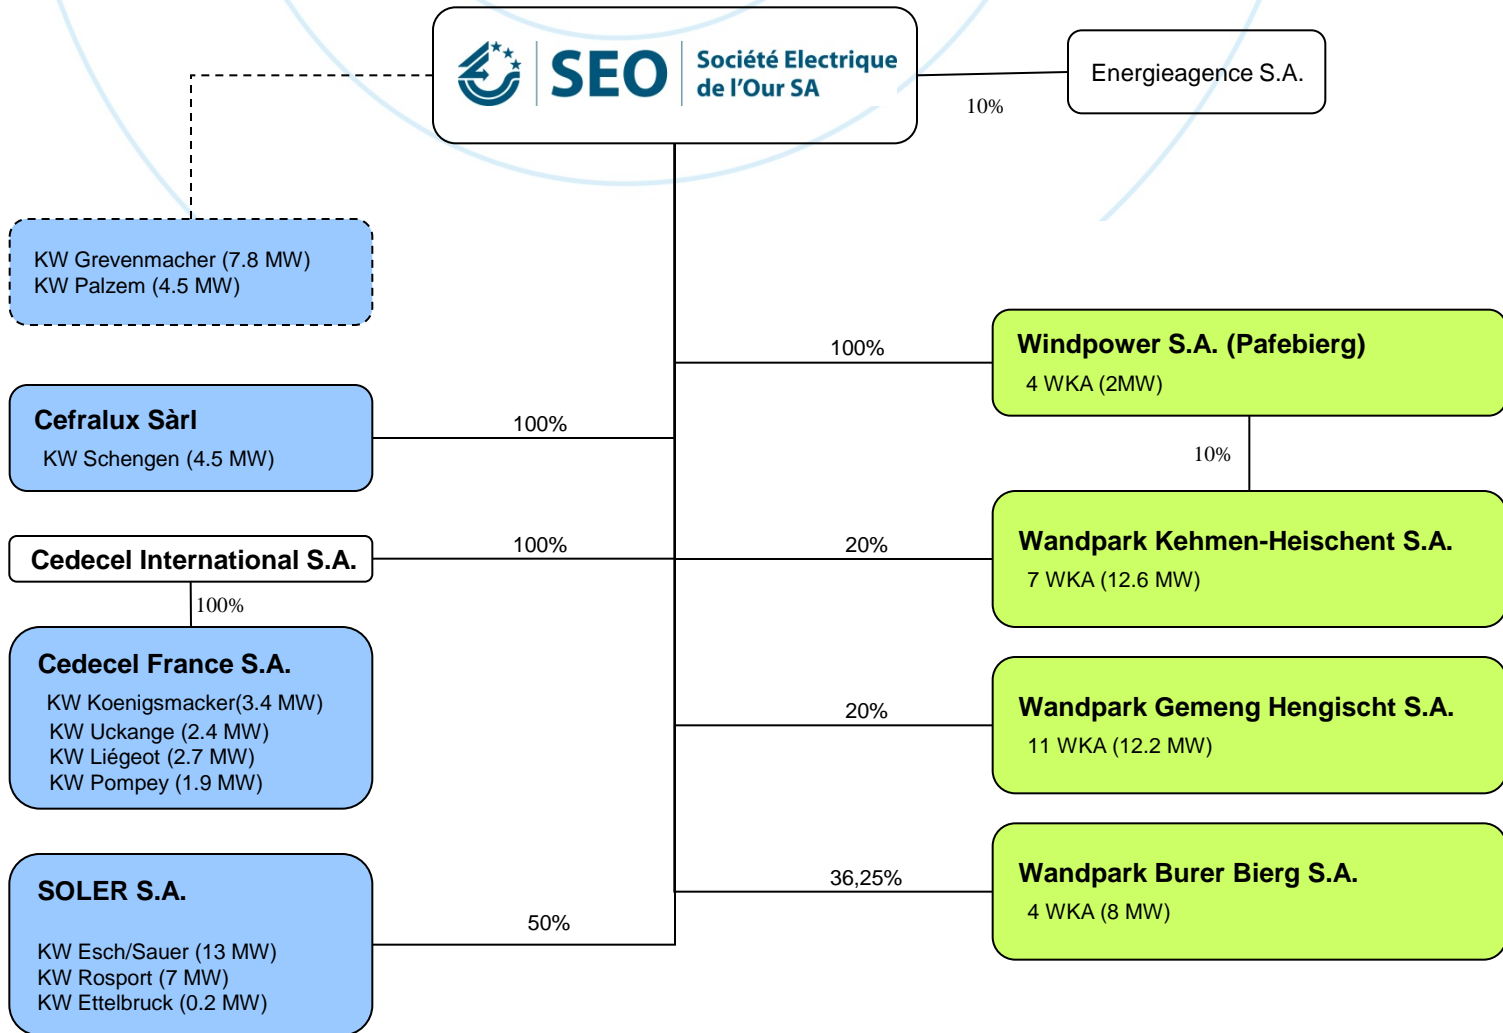 SEO
Société Electrique
de l'Our SA
Energieagence S.A.
10%
KW Grevenmacher (7.8 MW)
KW Palzem (4.5 MW)
100%
Windpower S.A. (Pafebierg)
4 WKA (2MW)
Cefralux Sàrl
KW Schengen (4.5 MW)
100%
10%
Cedecel International S.A.
100%
20%
Wandpark Kehmen-Heischent S.A.
7 WKA (12.6 MW)
100%
Cedecel France S.A.
KW Koenigsmacker(3.4 MW)
KW Uckange (2.4 MW)
KW Liégeot (2.7 MW)
KW Pompey (1.9 MW)
20%
Wandpark Gemeng Hengischt S.A.
11 WKA (12.2 MW)
36,25%
Wandpark Burer Bierg S.A.
4 WKA (8 MW)
SOLER S.A.
50%
KW Esch/Sauer (13 MW)
KW Rosport (7 MW)
KW Ettelbruck (0.2 MW)